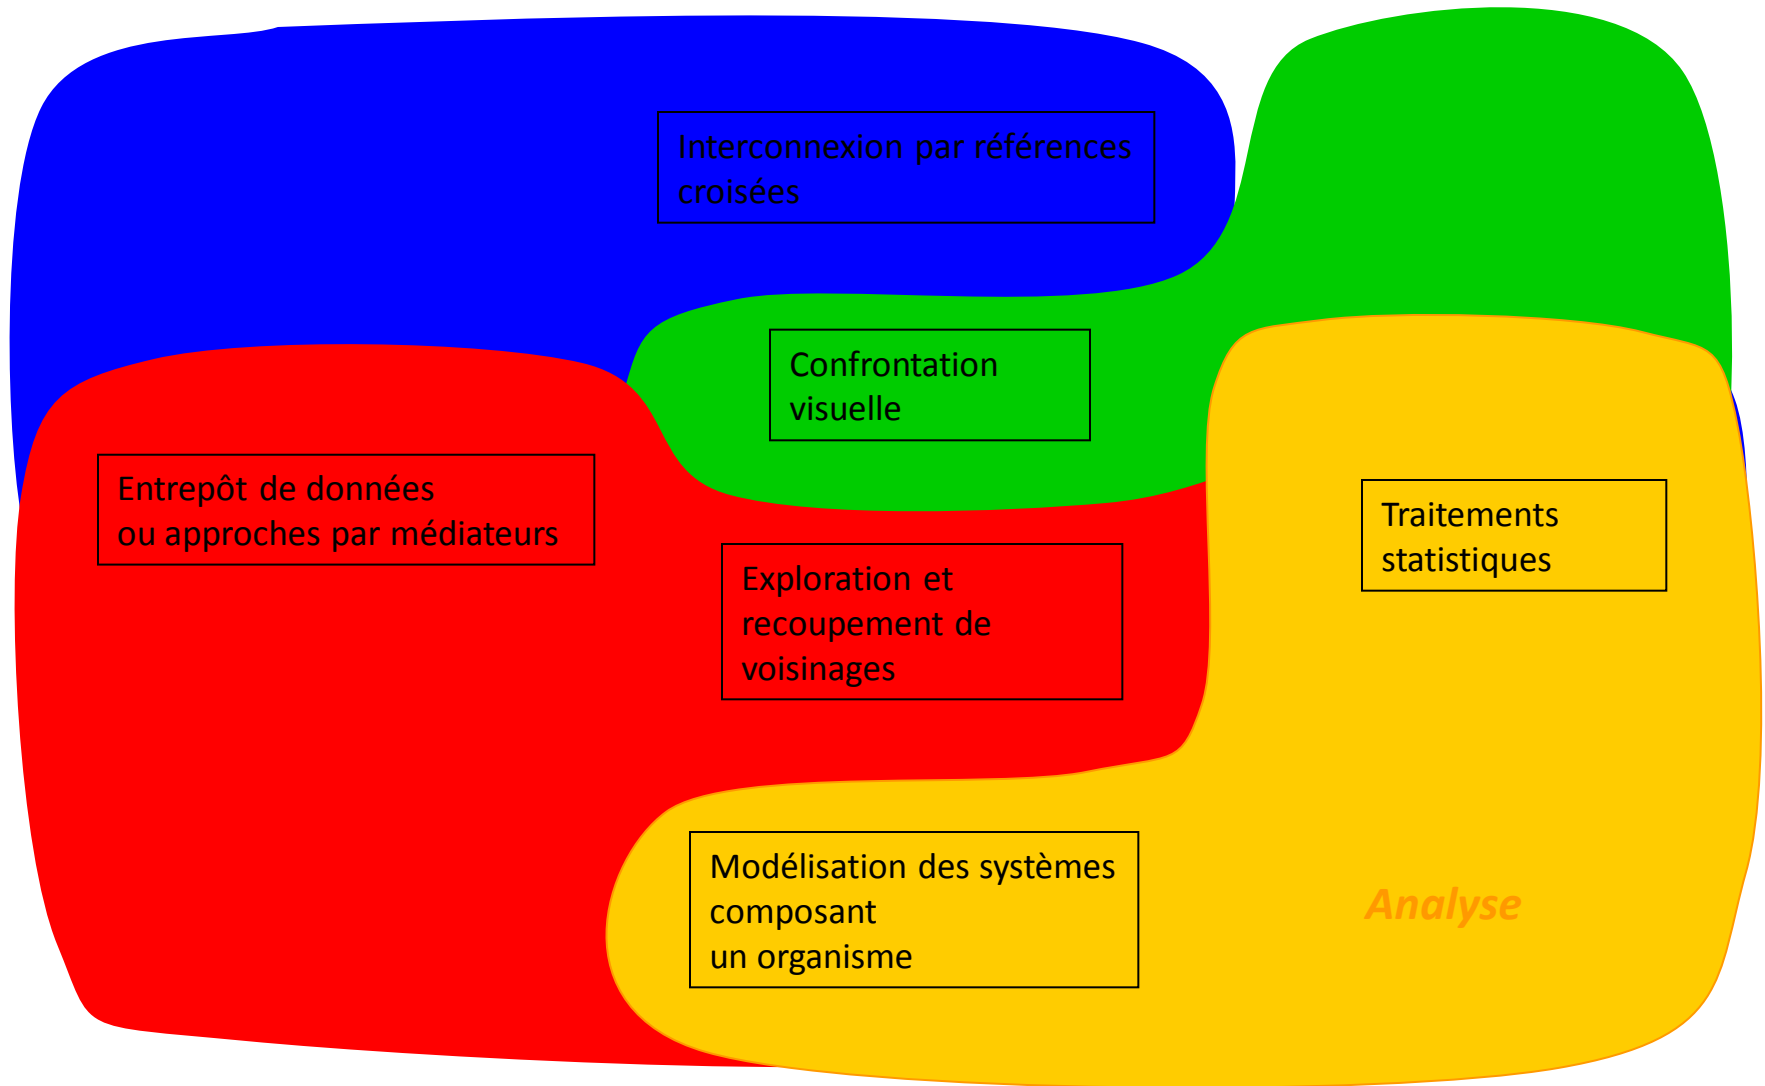 Interconnexion par références
croisées
Confrontation
visuelle
Entrepôt de données
ou approches par médiateurs
Traitements
statistiques
Exploration et
recoupement de
voisinages
Modélisation des systèmes
composant
un organisme
Analyse